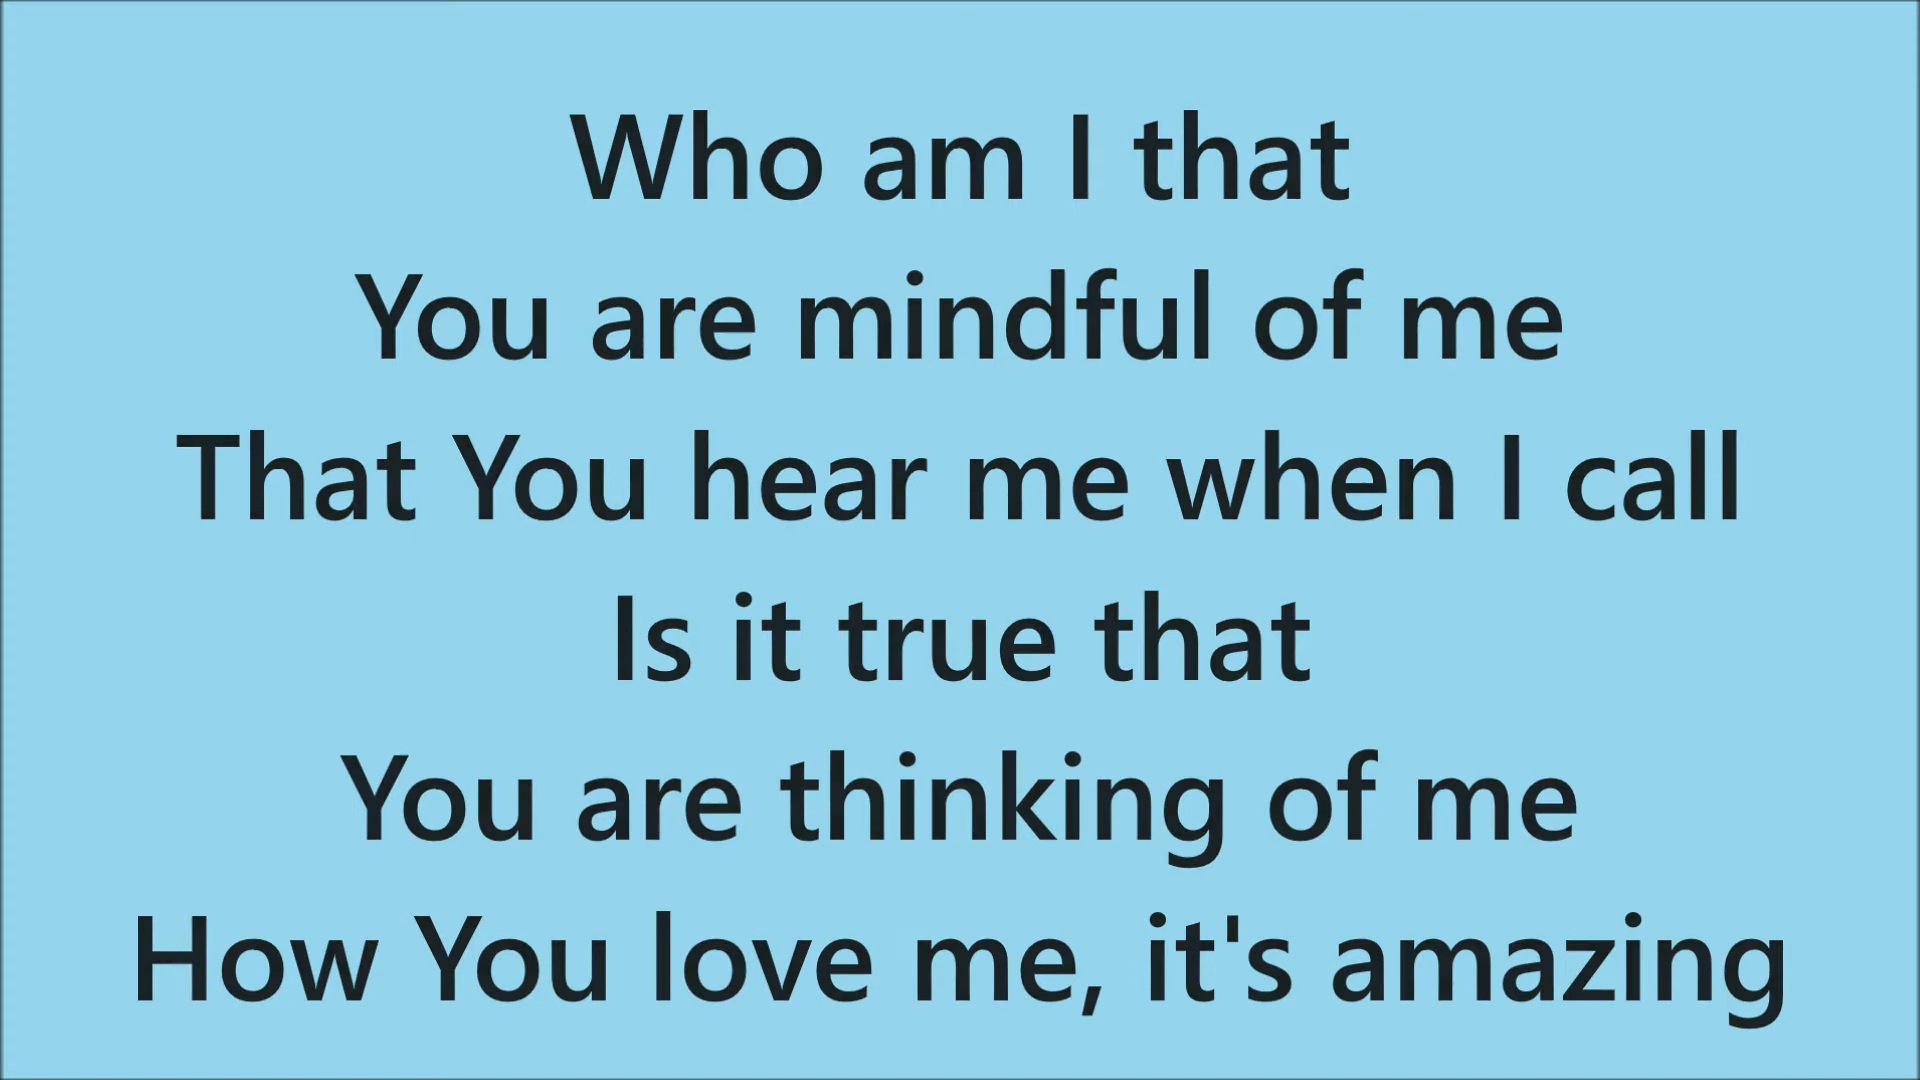 Who am I that
You are mindful of me
That You hear me when I call
Is it true that
You are thinking of me
How You love me, it's amazing